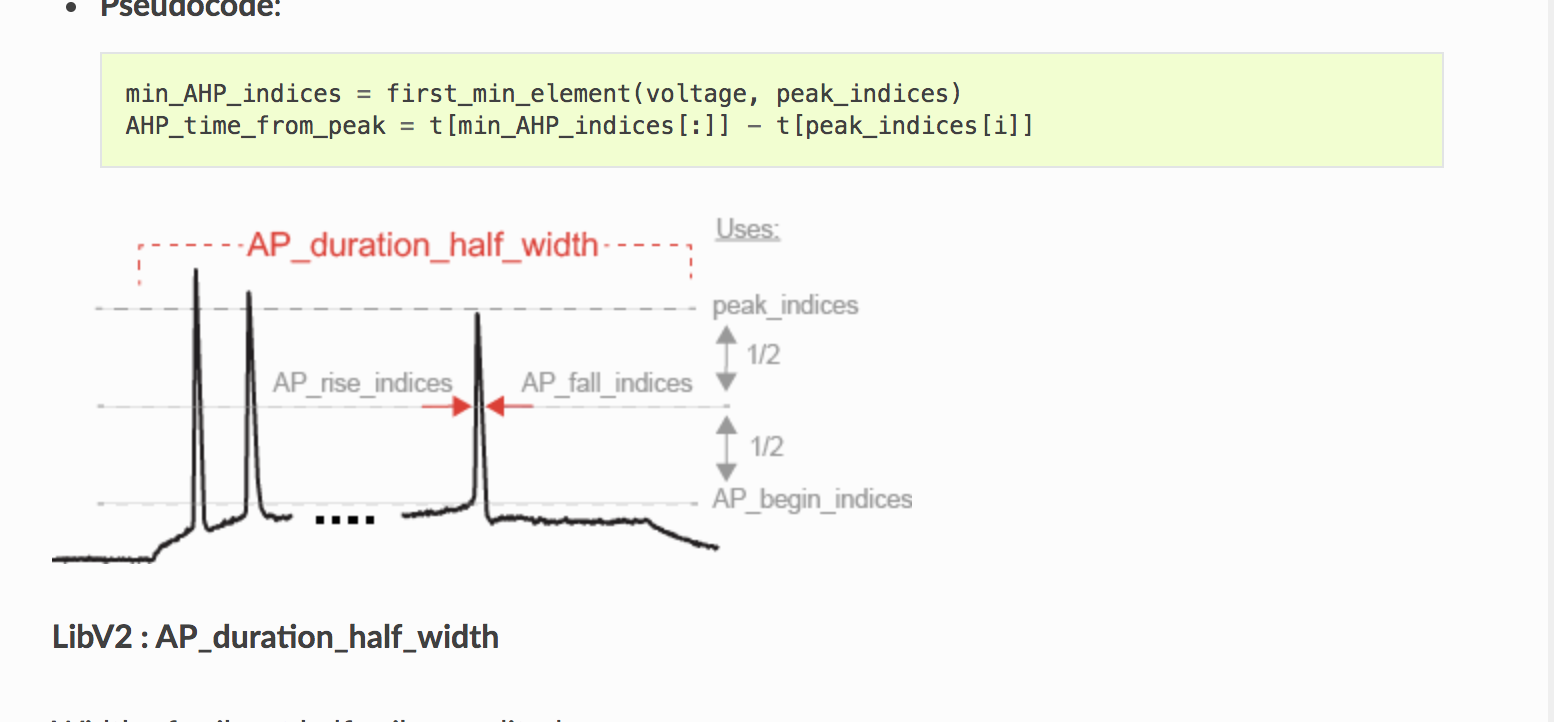 Pseudocode:
min_AHP_indices = first_min_element(voltage, peak_indices)
AHP_time_from_peak = t[min_AHP_indices[:]] - t[peak_indices[i]]
Uses:
AP_duration_half_width
peak_indices
1/2
AP_rise_indices AP_fall_indices
1/2
AP_begin_indices
LibV2 : AP_duration_half_width